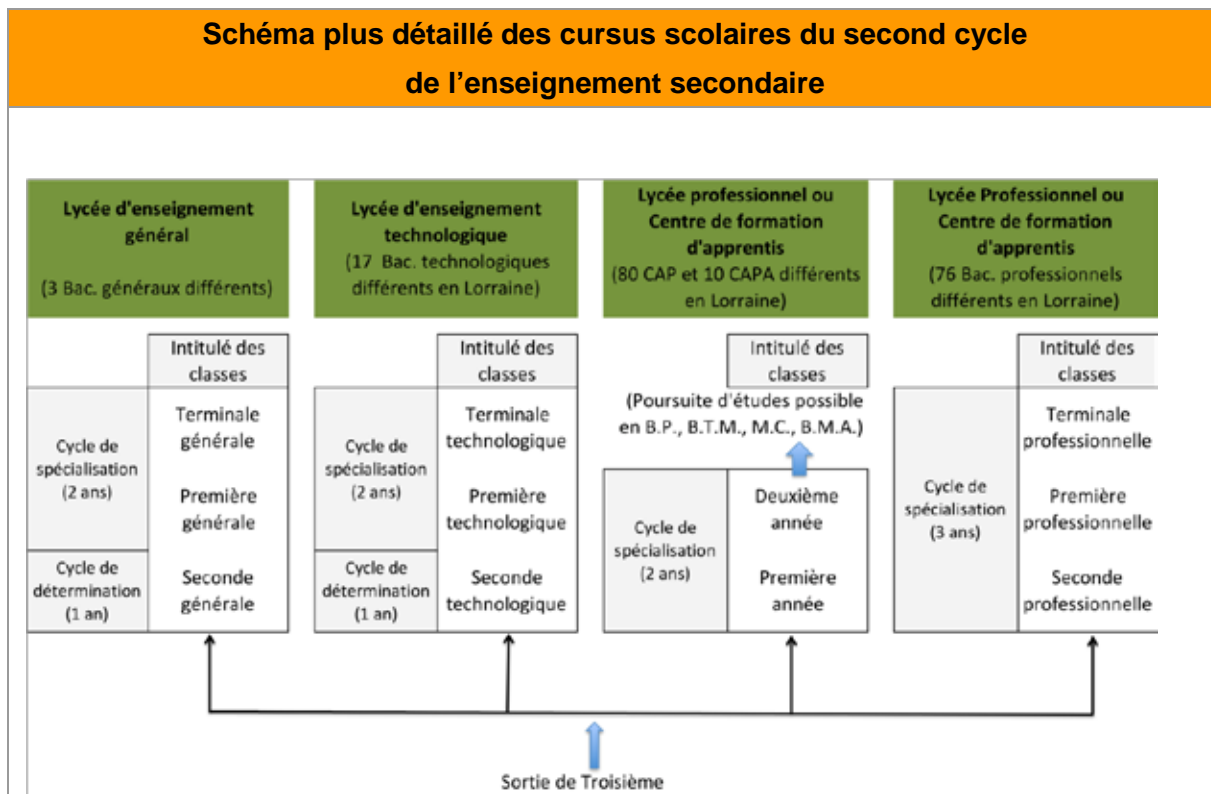 Schéma plus détaillé des cursus scolaires du second cycle
de l’enseignement secondaire
Lycée d'enseignement
général
(3 Bac. généraux différents)
Lycée d'enseignement
technologique
(17 Bac. technologiques
différents en Lorraine)
Lycée professionnel ou
Centre de formation
d'apprentis
(80 CAP et 10 CAPA différents
en Lorraine)
Lycée Professionnel ou
Centre de formation
d'apprentis
(76 Bac. professionnels
différents en Lorraine)
Intitulé des
classes
Cycle de
spécialisation
(2 ans)
Terminale
générale
Première
générale
Cycle de
détermination
(1 an)
Seconde
générale
Intitulé des
classes
Cycle de
spécialisation
(2 ans)
Terminale
technologique
Première
technologique
Cycle de
détermination
(1 an)
Seconde
technologique
Intitulé des
classes
(Poursuite d'études possible
en B.P., B.T.M., M.C., B.M.A.)
Cycle de
spécialisation
(2 ans)
Deuxième
année
Première
année
Intitulé des
classes
Cycle de
spécialisation
(3 ans)
Terminale
professionnelle
Première
professionnelle
Seconde
professionnelle
Sortie de Troisième